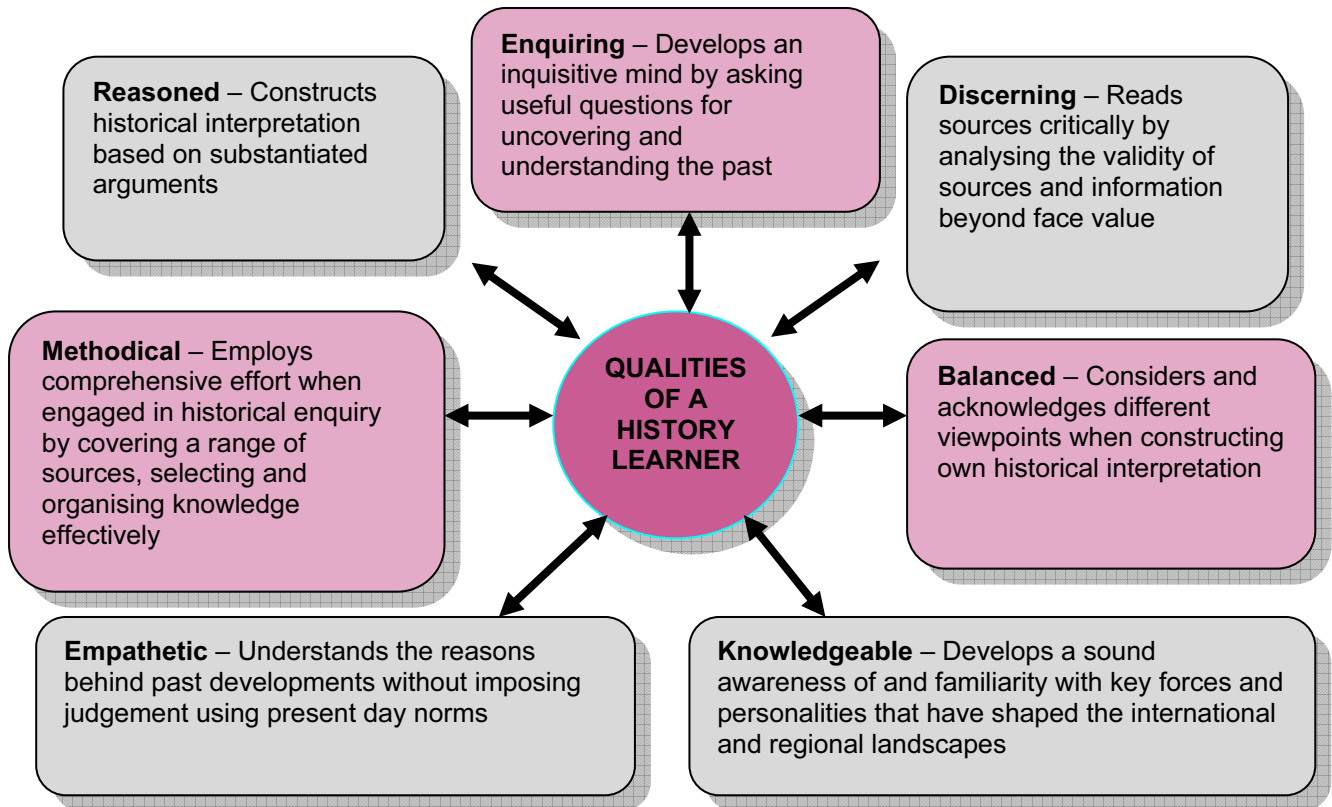 Enquiring – Develops an
inquisitive mind by asking
useful questions for
uncovering and
understanding the past
Reasoned – Constructs
historical interpretation
based on substantiated
arguments
Discerning – Reads
sources critically by
analysing the validity of
sources and information
beyond face value
Methodical – Employs
comprehensive effort when
engaged in historical enquiry
by covering a range of
sources, selecting and
organising knowledge
effectively
QUALITIES
OF A
HISTORY
LEARNER
Balanced – Considers and
acknowledges different
viewpoints when constructing
own historical interpretation
Empathetic – Understands the reasons
behind past developments without imposing
judgement using present day norms
Knowledgeable – Develops a sound
awareness of and familiarity with key forces and
personalities that have shaped the international
and regional landscapes